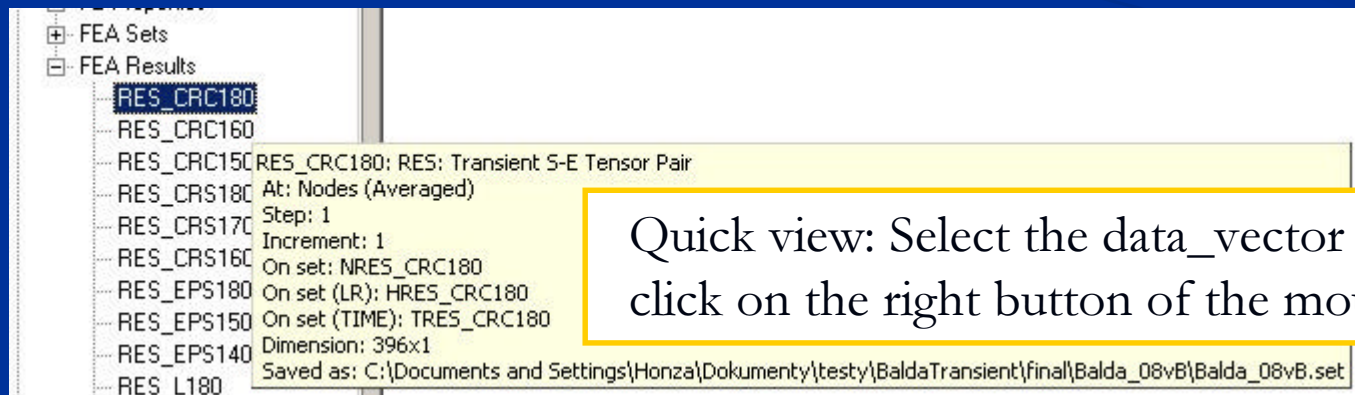 FEA Sets
FEA Results
RES_CRC180
RES_CRC160
RES_CRC150
RES_CRS180
RES_CRS170
RES_CRS160
RES_EPS180
RES_EPS150
RES_EPS140
RES_L180
RES_CRC180: RES: Transient S-E Tensor Pair
At: Nodes (Averaged)
Step: 1
Increment: 1
On set: NRES_CRC180
On set (LR): HRES_CRC180
On set (TIME): TRES_CRC180
Dimension: 396x1
Saved as: C:\Documents and Settings\Honza\Dokumenty\testy\BaldaTransient\final\Balda_08vB\Balda_08vB.set
Quick view: Select the data_vector
click on the right button of the